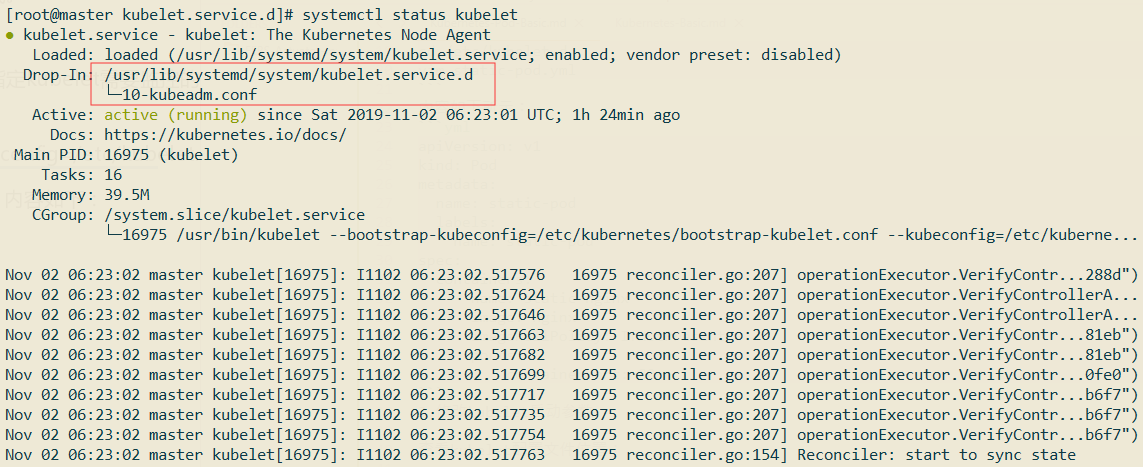 [root@master kubelet.service.d]# systemctl status kubelet
● kubelet.service - kubelet: The Kubernetes Node Agent
Loaded: loaded (/usr/lib/systemd/system/kubelet.service; enabled; vendor preset: disabled)
Drop-In: /usr/lib/systemd/system/kubelet.service.d
└─10-kubeadm.conf
Active: active (running) since Sat 2019-11-02 06:23:01 UTC; 1h 24min ago
Docs: https://kubernetes.io/docs/
Main PID: 16975 (kubelet)
Tasks: 16
Memory: 39.5M
CGroup: /system.slice/kubelet.service
└─16975 /usr/bin/kubelet --bootstrap-kubeconfig=/etc/kubernetes/bootstrap-kubelet.conf --kubeconfig=/etc/kuberne...
Nov 02 06:23:02 master kubelet[16975]: I1102 06:23:02.517576 16975 reconciler.go:207] operationExecutor.VerifyContr...288d")
Nov 02 06:23:02 master kubelet[16975]: I1102 06:23:02.517624 16975 reconciler.go:207] operationExecutor.VerifyControllerA...
Nov 02 06:23:02 master kubelet[16975]: I1102 06:23:02.517646 16975 reconciler.go:207] operationExecutor.VerifyControllerA...
Nov 02 06:23:02 master kubelet[16975]: I1102 06:23:02.517663 16975 reconciler.go:207] operationExecutor.VerifyContr...81eb")
Nov 02 06:23:02 master kubelet[16975]: I1102 06:23:02.517682 16975 reconciler.go:207] operationExecutor.VerifyContr...81eb")
Nov 02 06:23:02 master kubelet[16975]: I1102 06:23:02.517699 16975 reconciler.go:207] operationExecutor.VerifyContr...0fe0")
Nov 02 06:23:02 master kubelet[16975]: I1102 06:23:02.517717 16975 reconciler.go:207] operationExecutor.VerifyContr...b6f7")
Nov 02 06:23:02 master kubelet[16975]: I1102 06:23:02.517735 16975 reconciler.go:207] operationExecutor.VerifyContr...b6f7")
Nov 02 06:23:02 master kubelet[16975]: I1102 06:23:02.517754 16975 reconciler.go:207] operationExecutor.VerifyContr...b6f7")
Nov 02 06:23:02 master kubelet[16975]: I1102 06:23:02.517763 16975 reconciler.go:154] Reconciler: start to sync state